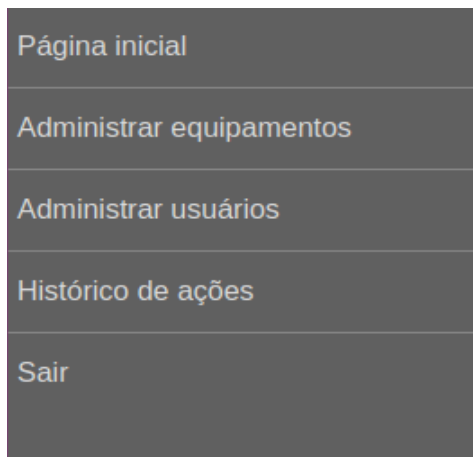 Página inicial
Administrar equipamentos
Administrar usuários
Histórico de ações
Sair